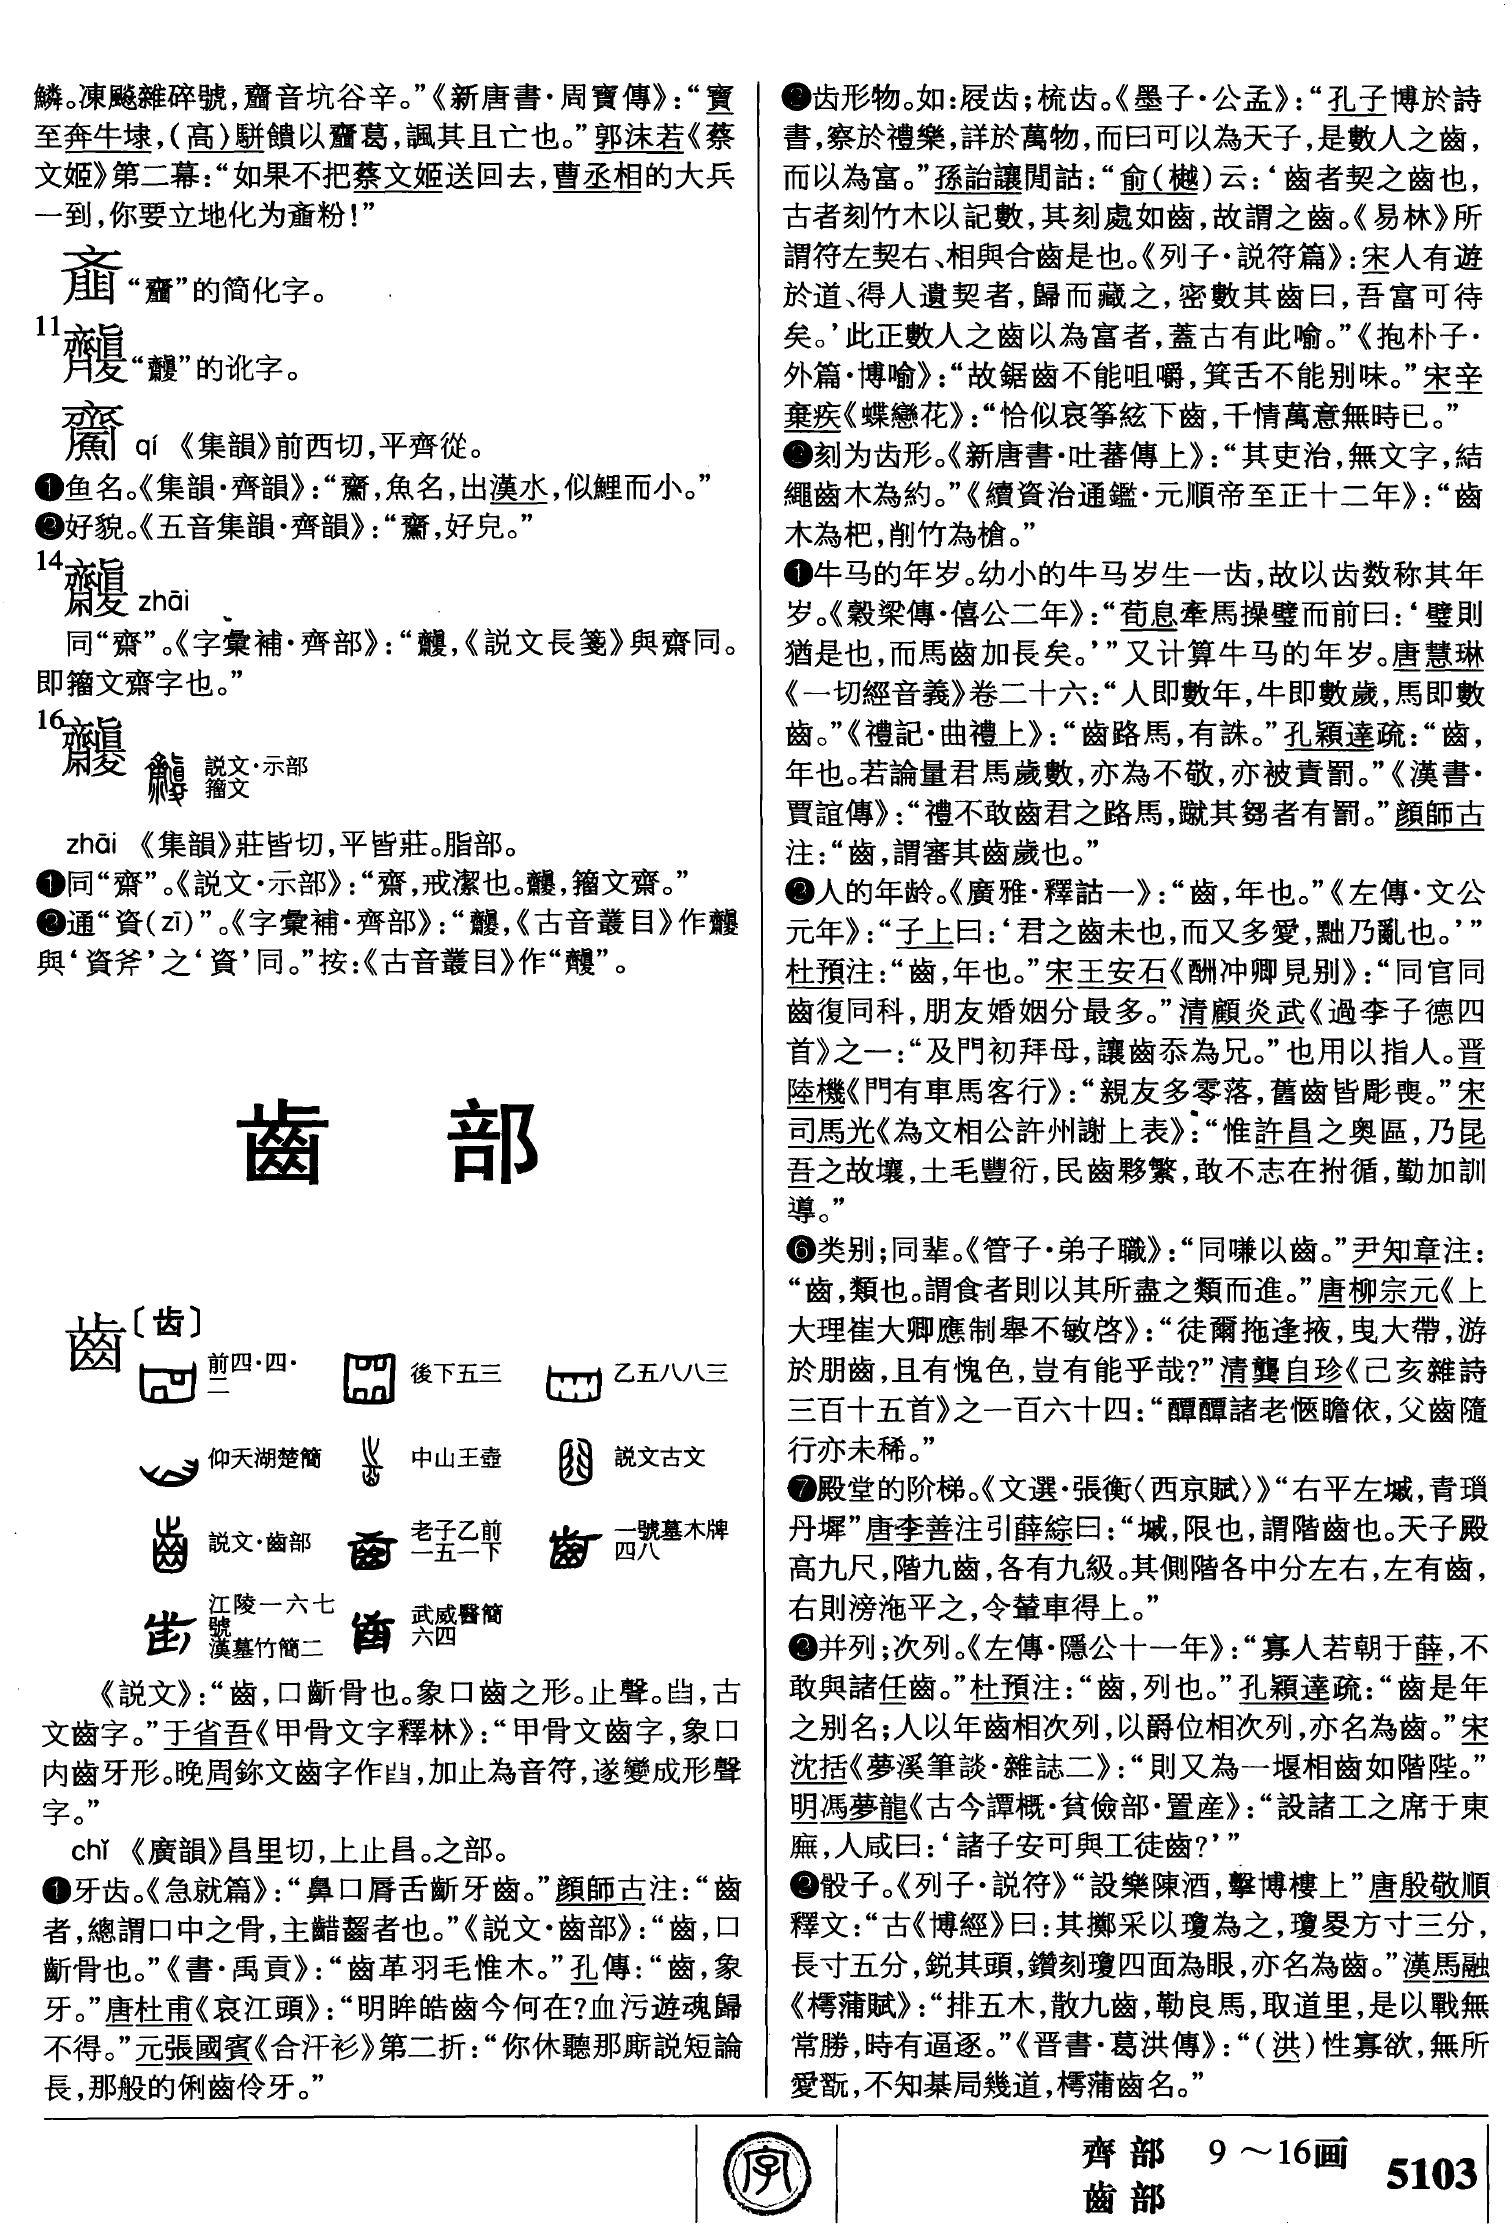 鱗。凍颷雜碎號，齏音坑谷辛。”《新唐書·周寶傳》：“寶
至奔牛埭，（高）駢饋以齏葛，諷其且亡也。”郭沫若《蔡
文姬》第二幕：“如果不把蔡文姬送回去，曹丞相的大兵
一到，你要立地化为齑粉！”
“齏”的简化字。
11
的讹字。
qí 《集韻》前西切，平齊從。
❶鱼名。《集韻·齊韻》：“，魚名，出漢水，似鯉而小。”
❷好貌。《五音集韻·齊韻》：“，好皃。”
14
zhāi
同“齋”。《字彙補·齊部》：“，《説文長箋》與齋同。
即籀文齋字也。”
16
説文·示部
籀文
zhāi 《集韻》莊皆切，平皆莊。脂部。
❶同“齋”。《説文·示部》：“齋，戒潔也。，籀文齋。”
❷通“資（zī）”。《字彙補·齊部》：“，《古音叢目》作
與‘資斧’之‘資’同。”按：《古音叢目》作“”。
齒 部
齒〔齿〕
前四·四·
二
後下五三
乙五八八三
仰天湖楚簡
中山王壺
説文古文
説文·齒部
老子乙前
一五一下
一號墓木牌
四八
江陵一六七
號
漢墓竹簡二
武威醫簡
六四
《説文》：“齒，口齗骨也。象口齒之形。止聲。，古
文齒字。”于省吾《甲骨文字釋林》：“甲骨文齒字，象口
内齒牙形。晚周鉨文齒字作，加止為音符，遂變成形聲
字。”
chǐ 《廣韻》昌里切，上止昌。之部。
❶牙齿。《急就篇》：“鼻口脣舌齗牙齒。”顔師古注：“齒
者，總謂口中之骨，主齰齧者也。”《説文·齒部》：“齒，口
齗骨也。”《書·禹貢》：“齒革羽毛惟木。”孔傳：“齒，象
牙。”唐杜甫《哀江頭》：“明眸皓齒今何在？血污遊魂歸
不得。”元張國賓《合汗衫》第二折：“你休聽那厮説短論
長，那般的俐齒伶牙。”
❷齿形物。如：屐齿；梳齿。《墨子·公孟》：“孔子博於詩
書，察於禮樂，詳於萬物，而曰可以為天子，是數人之齒，
而以為富。”孫詒讓閒詁：“俞（樾）云：‘齒者契之齒也，
古者刻竹木以記數，其刻處如齒，故謂之齒。《易林》所
謂符左契右、相與合齒是也。《列子·説符篇》：宋人有遊
於道、得人遺契者，歸而藏之，密數其齒曰，吾富可待
矣。’此正數人之齒以為富者，蓋古有此喻。”《抱朴子·
外篇·博喻》：“故鋸齒不能咀嚼，箕舌不能别味。”宋辛
棄疾《蝶戀花》：“恰似哀筝絃下齒，千情萬意無時已。”
❸刻为齿形。《新唐書·吐蕃傳上》：“其吏治，無文字，結
繩齒木為約。”《續資治通鑑·元順帝至正十二年》：“齒
木為杷，削竹為槍。”
牛马的年岁。幼小的牛马岁生一齿，故以齿数称其年
岁。《穀梁傳·僖公二年》：“荀息牽馬操璧而前曰：‘璧則
猶是也，而馬齒加長矣。’”又计算牛马的年岁。唐慧琳
《一切經音義》卷二十六：“人即數年，牛即數歲，馬即數
齒。”《禮記·曲禮上》：“齒路馬，有誅。”孔穎達疏：“齒，
年也。若論量君馬歲數，亦為不敬，亦被責罰。”《漢書·
賈誼傳》：“禮不敢齒君之路馬，蹴其芻者有罰。”顔師古
注：“齒，謂審其齒歲也。”
人的年龄。《廣雅·釋詁一》：“齒，年也。”《左傳·文公
元年》：“子上曰：‘君之齒未也，而又多愛，黜乃亂也。’”
杜預注：“齒，年也。”宋王安石《酬冲卿見别》：“同官同
齒復同科，朋友婚姻分最多。”清顧炎武《過李子德四
首》之一：“及門初拜母，讓齒忝為兄。”也用以指人。晋
陸機《門有車馬客行》：“親友多零落，舊齒皆彫喪。”宋
司馬光《為文相公許州謝上表》：“惟許昌之奥區，乃昆
吾之故壤，土毛豐衍，民齒夥繁，敢不志在拊循，勤加訓
導。”
❻类别；同辈。《管子·弟子職》：“同嗛以齒。”尹知章注：
“齒，類也。謂食者則以其所盡之類而進。”唐柳宗元《上
大理崔大卿應制舉不敏啓》：“徒爾拖逢掖，曳大帶，游
於朋齒，且有愧色，豈有能乎哉？”清龔自珍《己亥雜詩
三百十五首》之一百六十四：“醰醰諸老愜瞻依，父齒隨
行亦未稀。”
❼殿堂的阶梯。《文選·張衡〈西京賦〉》“右平左墄，青瑣
丹墀”唐李善注引薛綜曰：“墄，限也，謂階齒也。天子殿
高九尺，階九齒，各有九級。其側階各中分左右，左有齒，
右則滂沲平之，令輦車得上。”
并列；次列。《左傳·隱公十一年》：“寡人若朝于薛，不
敢與諸任齒。”杜預注：“齒，列也。”孔穎達疏：“齒是年
之别名；人以年齒相次列，以爵位相次列，亦名為齒。”宋
沈括《夢溪筆談·雜誌二》：“則又為一堰相齒如階陛。”
明馮夢龍《古今譚概·貧儉部·置産》：“設諸工之席于東
廡，人咸曰：‘諸子安可與工徒齒？’”
骰子。《列子·説符》“設樂陳酒，擊博樓上”唐殷敬順
釋文：“古《博經》曰：其擲采以瓊為之，瓊畟方寸三分，
長寸五分，鋭其頭，鑽刻瓊四面為眼，亦名為齒。”漢馬融
《樗蒲賦》：“排五木，散九齒，勒良馬，取道里，是以戰無
常勝，時有逼逐。”《晋書·葛洪傳》：“（洪）性寡欲，無所
愛翫，不知棊局幾道，樗蒲齒名。”
字
齊部 9～16画
齒部
5103